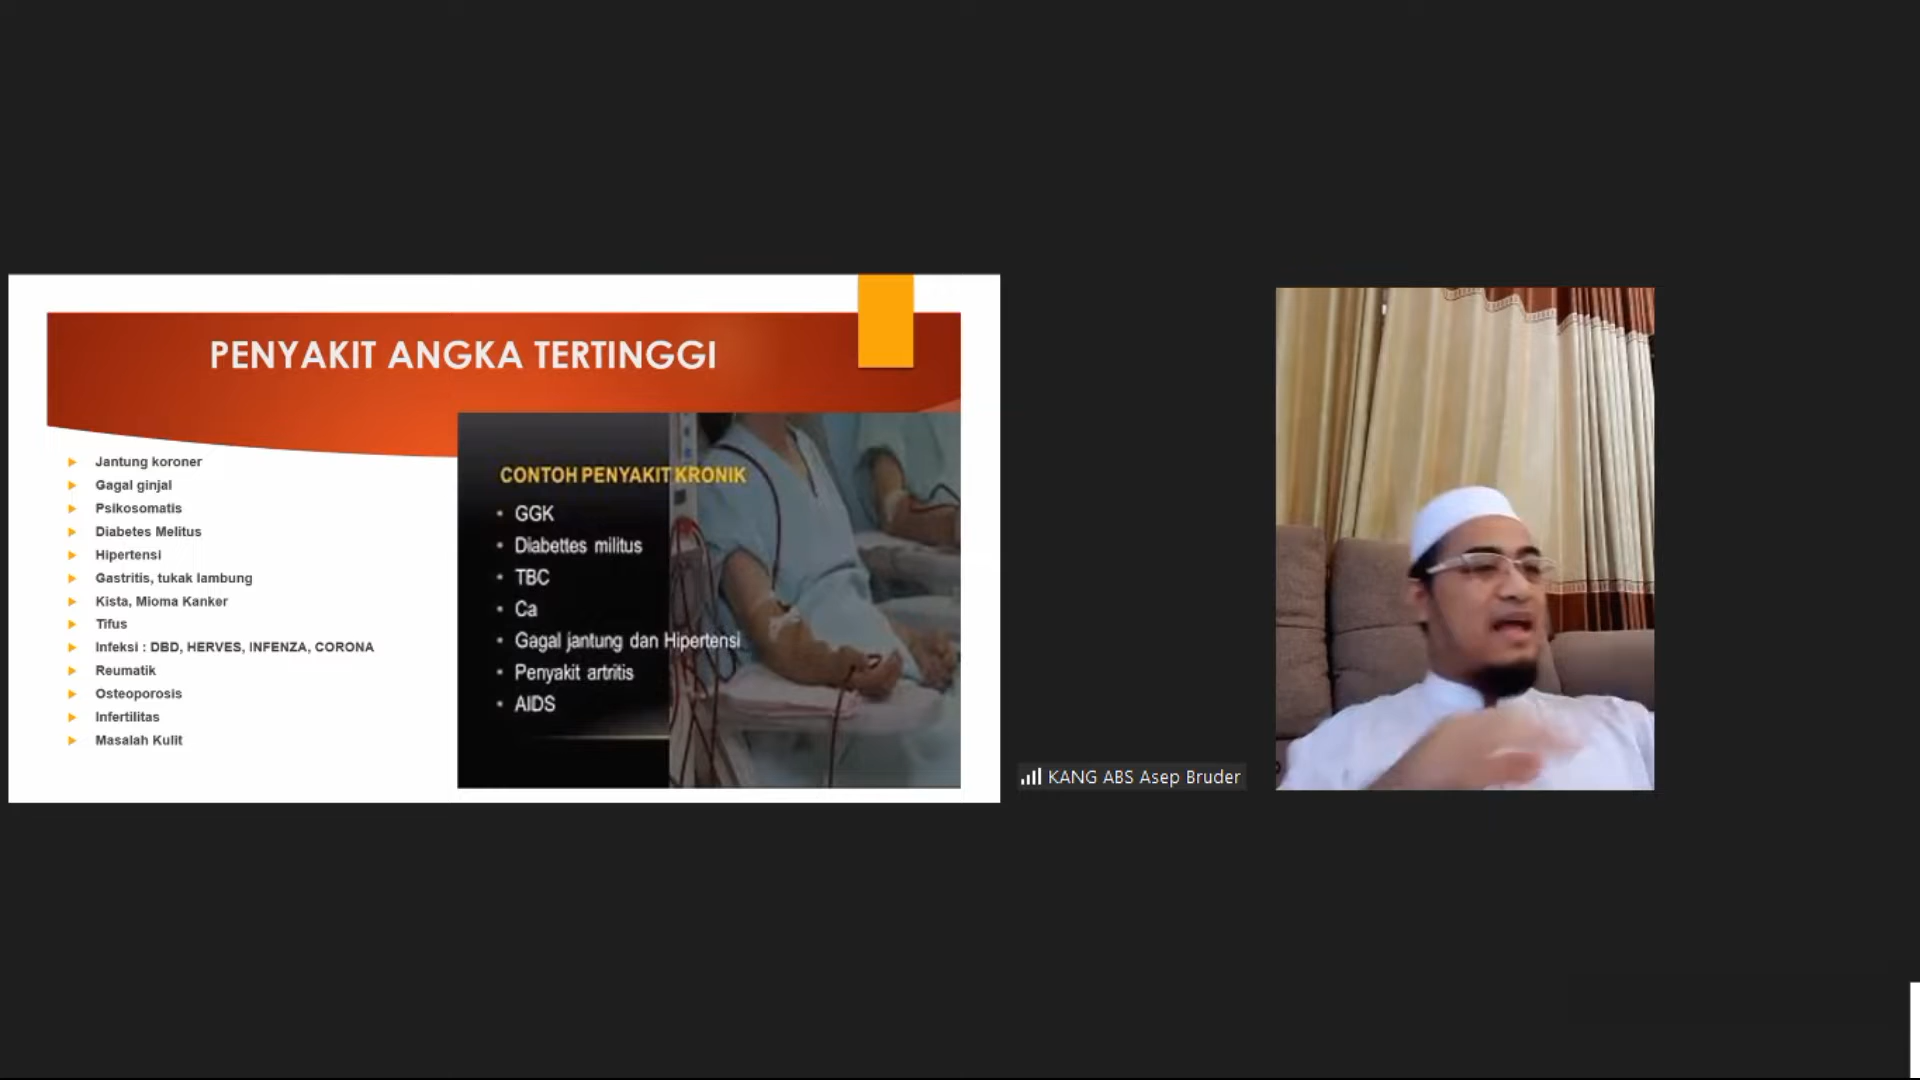 PENYAKIT ANGKA TERTINGGI
Jantung koroner
Gagal ginjal
Psikosomatis
Diabetes Melitus
Hipertensi
Gastritis, tukak lambung
Kista, Mioma Kanker
Tifus
Infeksi : DBD, HERVES, INFENZA, CORONA
Reumatik
Osteoporosis
Infertilitas
Masalah Kulit
CONTOH PENYAKIT KRONIK
• GGK
• Diabettes militus
• TBC
• Ca
• Gagal jantung dan Hipertensi
• Penyakit artritis
• AIDS
KANG ABS Asep Bruder